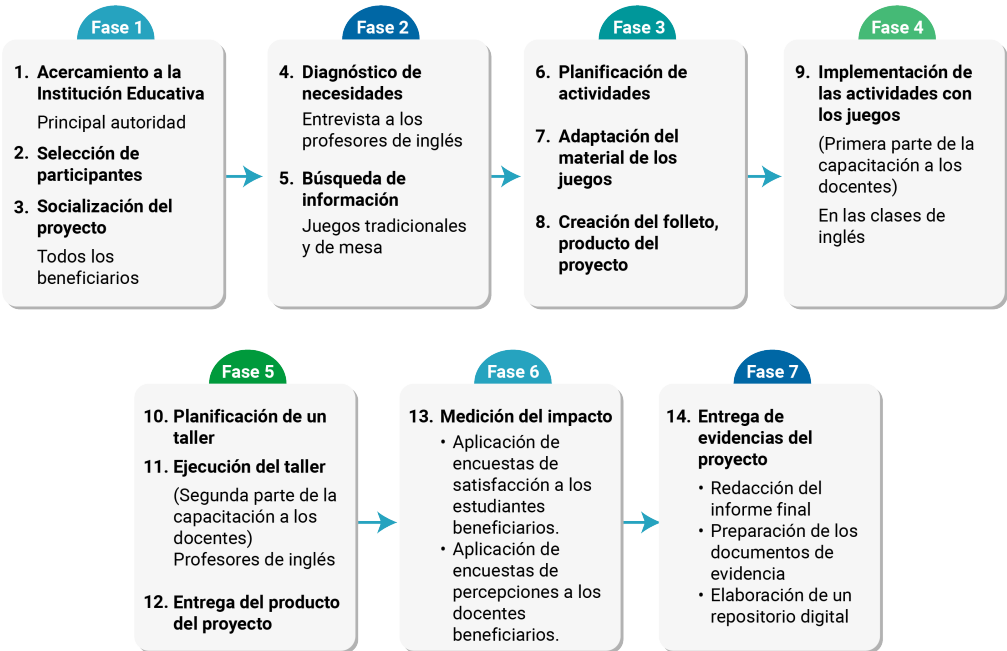 Fase 1
1. Acercamiento a la
Institución Educativa
Principal autoridad
2. Selección de
participantes
3. Socialización del
proyecto
Todos los
beneficiarios
Fase 2
4. Diagnóstico de
necesidades
Entrevista a los
profesores de inglés
5. Búsqueda de
información
Juegos tradicionales
y de mesa
Fase 3
6. Planificación de
actividades
7. Adaptación del
material de los
juegos
8. Creación del folleto,
producto del
proyecto
Fase 4
9. Implementación de
las actividades con
los juegos
(Primera parte de la
capacitación a los
docentes)
En las clases de
inglés
Fase 5
10. Planificación de un
taller
11. Ejecución del taller
(Segunda parte de la
capacitación a los
docentes)
Profesores de inglés
12. Entrega del producto
del proyecto
Fase 6
13. Medición del impacto
• Aplicación de
encuestas de
satisfacción a los
estudiantes
beneficiarios.
• Aplicación de
encuestas de
percepciones a los
docentes
beneficiarios.
Fase 7
14. Entrega de
evidencias del
proyecto
• Redacción del
informe final
• Preparación de los
documentos de
evidencia
• Elaboración de un
repositorio digital